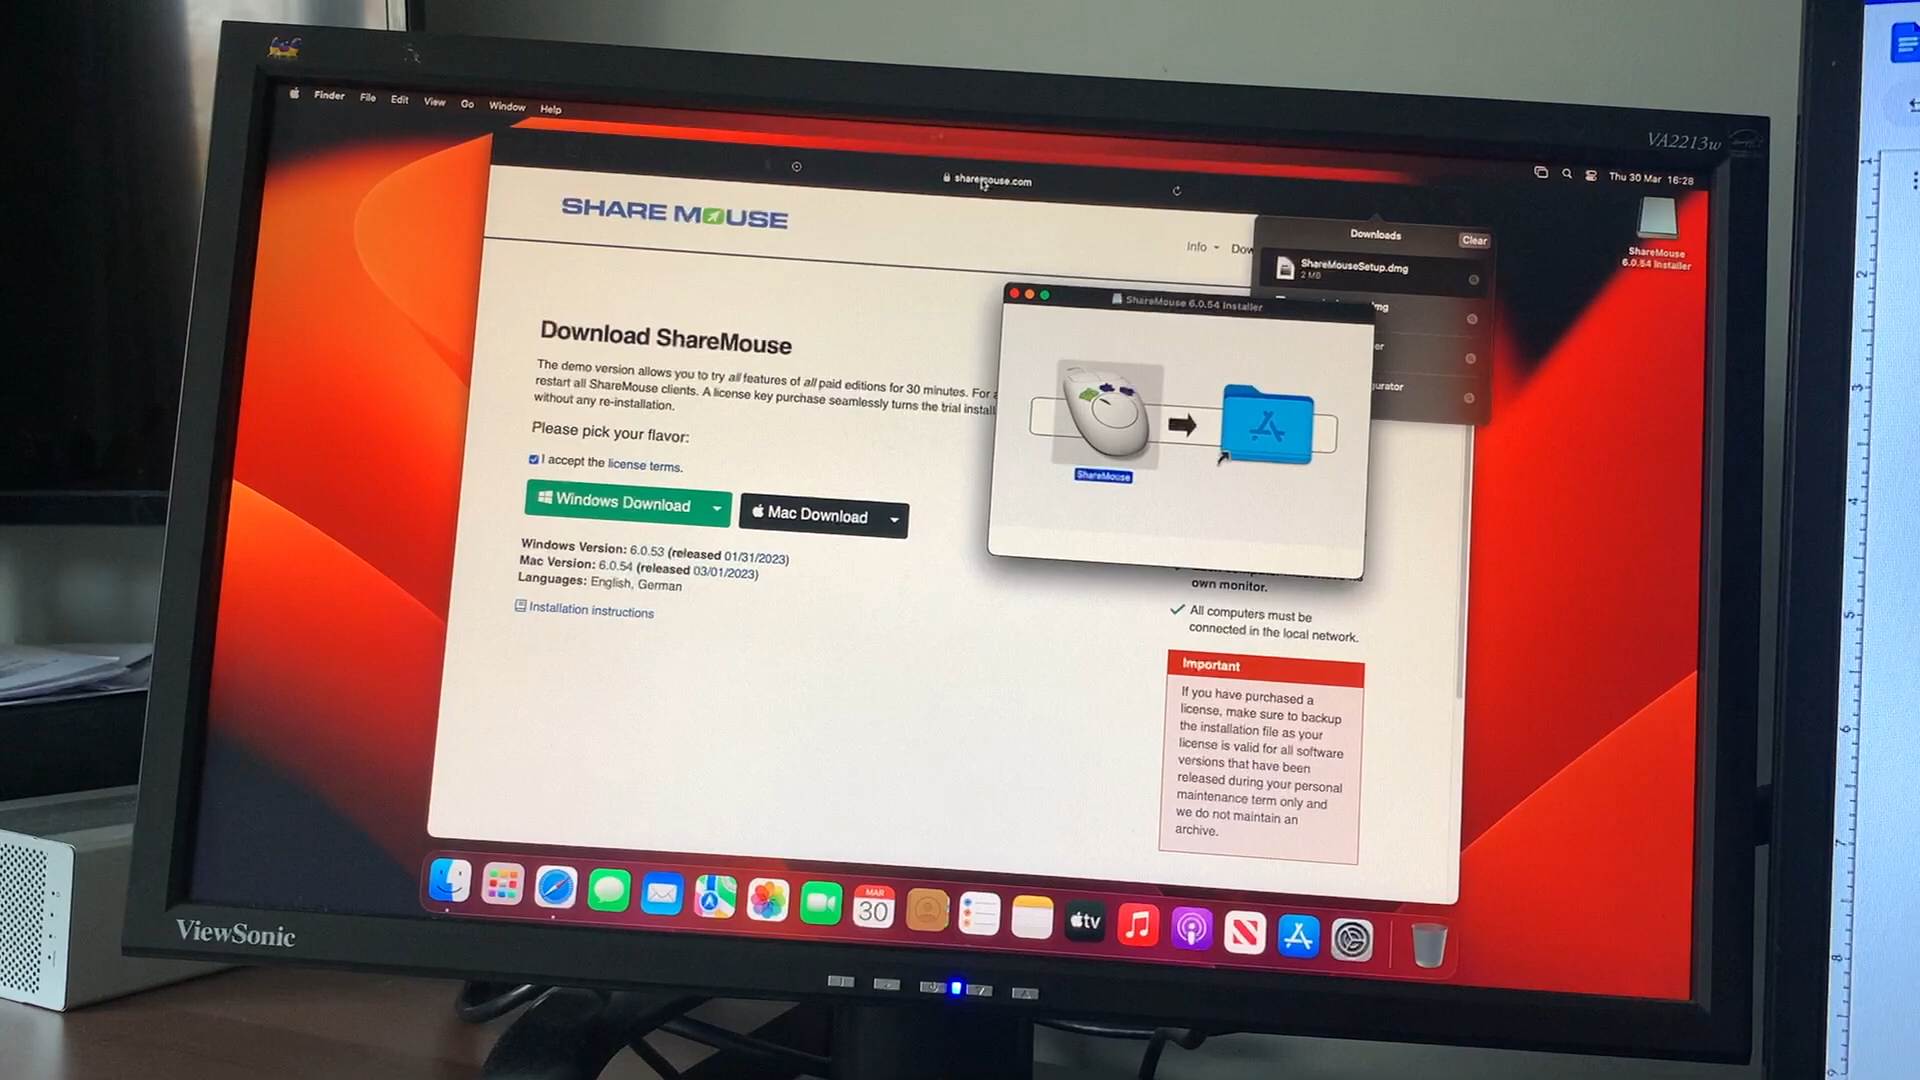 VA2213w
Finder File Edit View Go Window Help
Thu 30 Mar 16:28
sharemouse.com
SHARE MOUSE
Info
Downloads
Clear
ShareMouseSetup.dmg
2 MB
ShareMouse
6.0.54 Installer
ShareMouse 6.0.54 Installer
ShareMouse
Download ShareMouse
The demo version allows you to try all features of all paid editions for 30 minutes. For
restart all ShareMouse clients. A license key purchase seamlessly turns the trial
without any re-installation.
Please pick your flavor:
I accept the license terms.
Windows Download
Mac Download
Windows Version: 6.0.53 (released 01/31/2023)
Mac Version: 6.0.54 (released 03/01/2023)
Languages: English, German
Installation instructions
own monitor.
All computers must be
connected in the local network.
Important
If you have purchased a
license, make sure to backup
the installation file as your
license is valid for all software
versions that have been
released during your personal
maintenance term only and
we do not maintain an
archive.
MAR
30
tv
ViewSonic